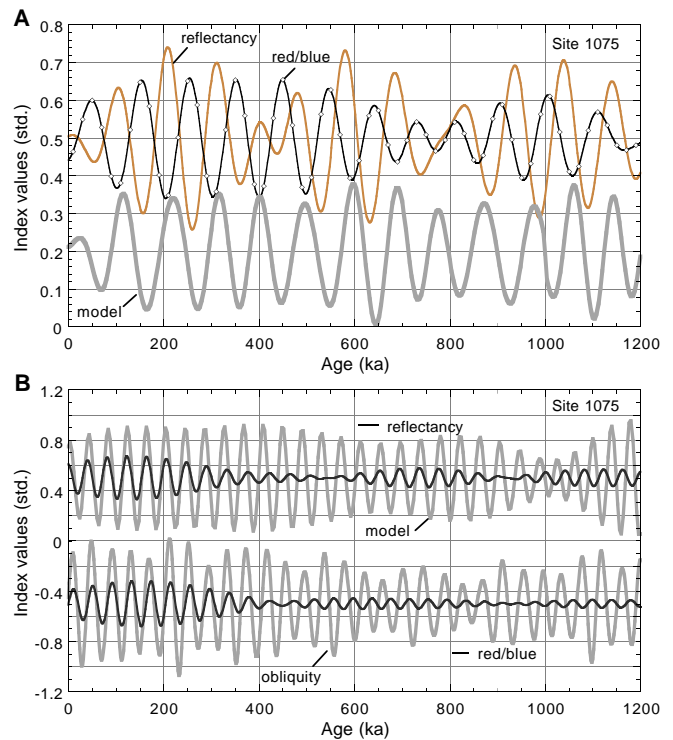 A
0.8
0.7
0.6
0.5
0.4
0.3
0.2
0.1
0
Index values (std.)
reflectancy
red/blue
Site 1075
model
0 200 400 600 800 1000 1200
Age (ka)
B
1.2
0.8
0.4
0
-0.4
-0.8
-1.2
Index values (std.)
Site 1075
reflectancy
model
obliquity
red/blue
0 200 400 600 800 1000 1200
Age (ka)